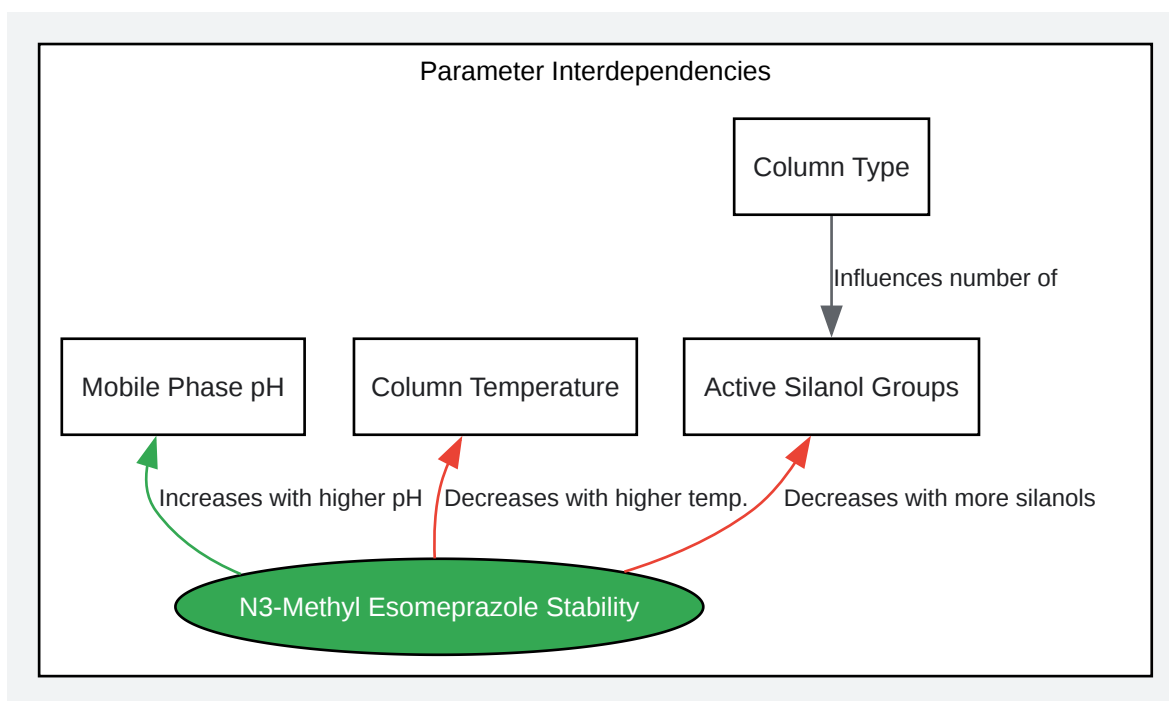 Parameter Interdependencies
Column Type
Influences number of
Mobile Phase pH
Column Temperature
Active Silanol Groups
Increases with higher pH
Decreases with higher temp.
Decreases with more silanols
N3-Methyl Esomeprazole Stability